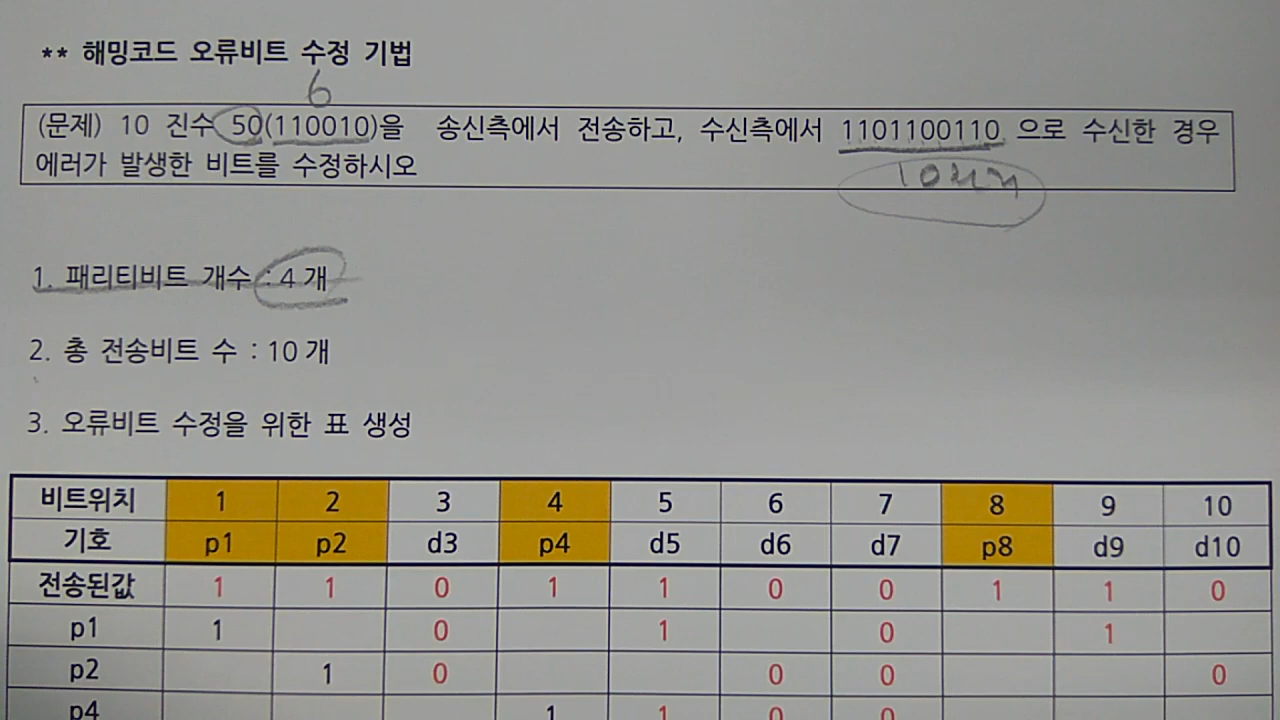 ** 해밍코드 오류비트 수정 기법
6
(문제) 10 진수 50(110010)을 송신측에서 전송하고, 수신측에서 1101100110 으로 수신한 경우
에러가 발생한 비트를 수정하시오
1. 패리티비트 개수 : 4 개
2. 총 전송비트 수 : 10 개
3. 오류비트 수정을 위한 표 생성
비트위치 1 2 3 4 5 6 7 8 9 10
기호 p1 p2 d3 p4 d5 d6 d7 p8 d9 d10
전송된값 1 1 0 1 1 0 0 1 1 0
p1 1 0 1 0 1
p2 1 0 0 0 0
p4 1 1 0 0